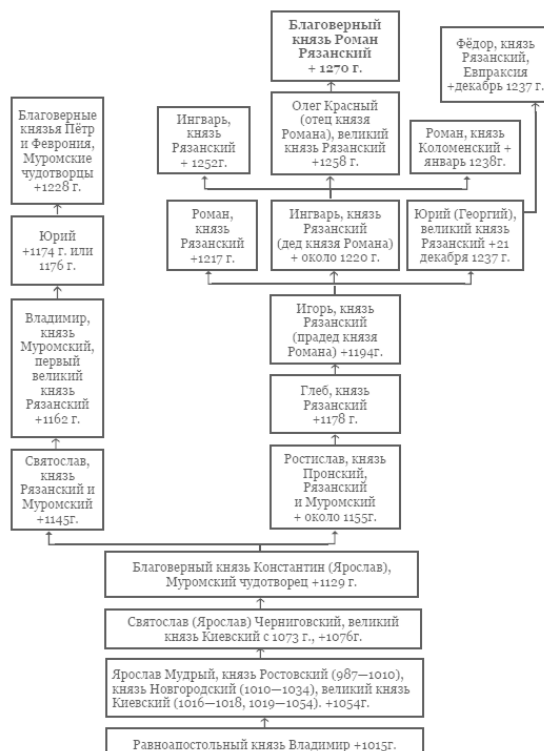 Благоверный
князь Роман
Рязанский
+ 1270 г.
Фёдор, князь
Рязанский,
Евпраксия
+декабрь 1237 г.
Благоверные
князья Пётр
и Феврония,
Муромские
чудотворцы
+1228 г.
Ингварь,
князь
Рязанский
+ 1252г.
Олег Красный
(отец князя
Романа), великий
князь Рязанский
+1258 г.
Роман, князь
Коломенский +
январь 1238г.
Юрий
+1174 г. или
1176 г.
Роман,
князь
Рязанский
+1217 г.
Ингварь, князь
Рязанский
(дед князя Романа)
+ около 1220 г.
Юрий (Георгий),
великий князь
Рязанский +21
декабря 1237 г.
Владимир,
князь
Муромский,
первый
великий
князь
Рязанский
+1162 г.
Игорь, князь
Рязанский
(прадед князя
Романа) +1194г.
Глеб, князь
Рязанский
+1178 г.
Святослав,
князь
Рязанский и
Муромский
+1145г.
Ростислав, князь
Пронский,
Рязанский
и Муромский
+ около 1155г.
Благоверный князь Константин (Ярослав),
Муромский чудотворец +1129 г.
Святослав (Ярослав) Черниговский, великий
князь Киевский с 1073 г., +1076г.
Ярослав Мудрый, князь Ростовский (987—1010),
князь Новгородский (1010—1034), великий князь
Киевский (1016—1018, 1019—1054). +1054г.
Равноапостольный князь Владимир +1015г.